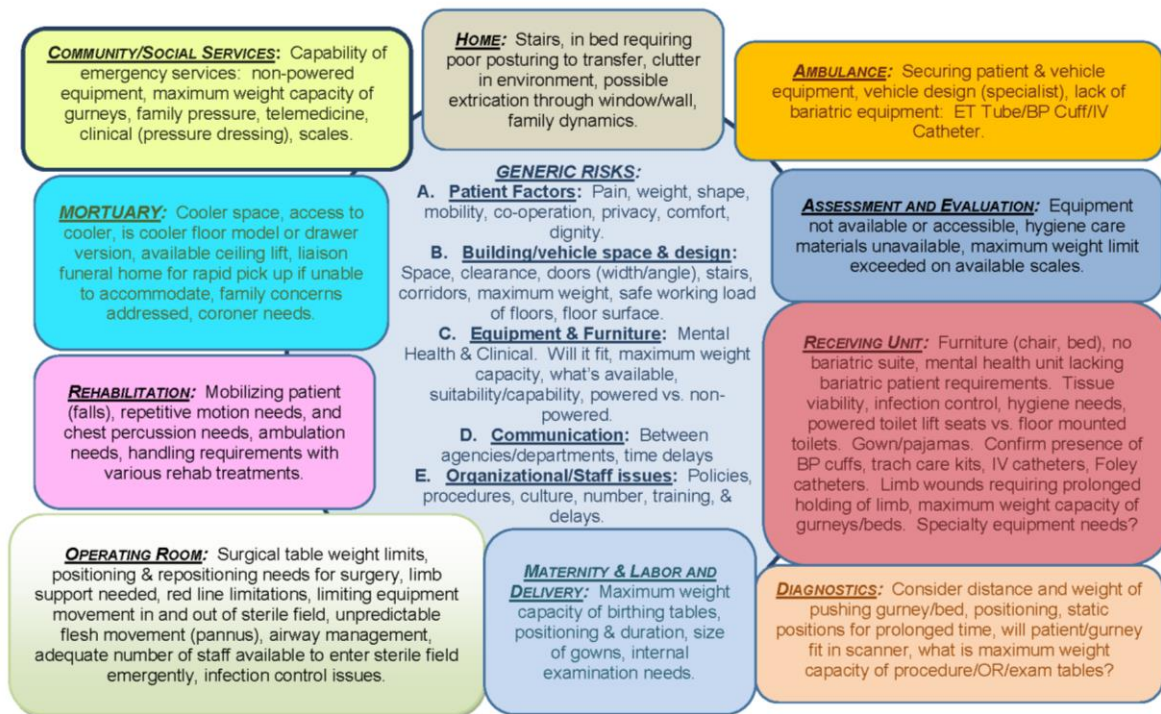 COMMUNITY/SOCIAL SERVICES: Capability of
emergency services: non-powered
equipment, maximum weight capacity of
gurneys, family pressure, telemedicine,
clinical (pressure dressing), scales.
HOME: Stairs, in bed requiring
poor posturing to transfer, clutter
in environment, possible
extrication through window/wall,
family dynamics.
AMBULANCE: Securing patient & vehicle
equipment, vehicle design (specialist), lack of
bariatric equipment: ET Tube/BP Cuff/IV
Catheter.
MORTUARY: Cooler space, access to
cooler, is cooler floor model or drawer
version, available ceiling lift, liaison
funeral home for rapid pick up if unable
to accommodate, family concerns
addressed, coroner needs.
GENERIC RISKS:
A. Patient Factors: Pain, weight, shape,
mobility, co-operation, privacy, comfort,
dignity.
B. Building/vehicle space & design:
Space, clearance, doors (width/angle), stairs,
corridors, maximum weight, safe working load
of floors, floor surface.
C. Equipment & Furniture: Mental
Health & Clinical. Will it fit, maximum weight
capacity, what's available,
suitability/capability, powered vs. non-
powered.
D. Communication: Between
agencies/departments, time delays
E. Organizational/Staff issues: Policies,
procedures, culture, number, training, &
delays.
ASSESSMENT AND EVALUATION: Equipment
not available or accessible, hygiene care
materials unavailable, maximum weight limit
exceeded on available scales.
REHABILITATION: Mobilizing patient
(falls), repetitive motion needs, and
chest percussion needs, ambulation
needs, handling requirements with
various rehab treatments.
RECEIVING UNIT: Furniture (chair, bed), no
bariatric suite, mental health unit lacking
bariatric patient requirements. Tissue
viability, infection control, hygiene needs,
powered toilet lift seats vs. floor mounted
toilets. Gown/pajamas. Confirm presence of
BP cuffs, trach care kits, IV catheters, Foley
catheters. Limb wounds requiring prolonged
holding of limb, maximum weight capacity of
gurneys/beds. Specialty equipment needs?
OPERATING ROOM: Surgical table weight limits,
positioning & repositioning needs for surgery, limb
support needed, red line limitations, limiting equipment
movement in and out of sterile field, unpredictable
flesh movement (pannus), airway management,
adequate number of staff available to enter sterile field
emergently, infection control issues.
MATERNITY & LABOR AND
DELIVERY: Maximum weight
capacity of birthing tables,
positioning & duration, size
of gowns, internal
examination needs.
DIAGNOSTICS: Consider distance and weight of
pushing gurney/bed, positioning, static
positions for prolonged time, will patient/gurney
fit in scanner, what is maximum weight
capacity of procedure/OR/exam tables?